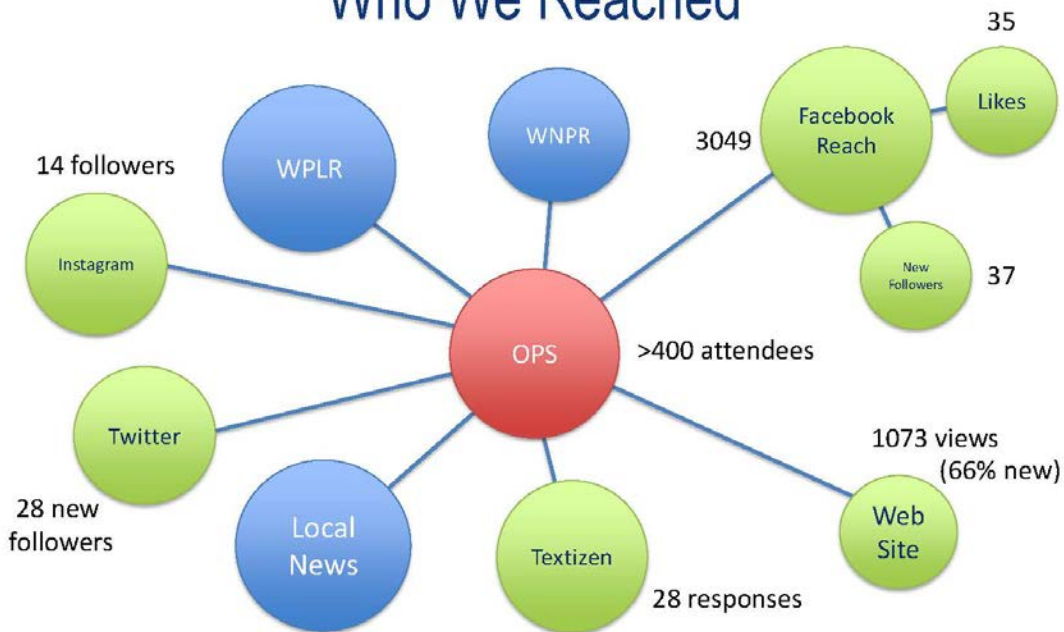 Who We Reached
35
Likes
Facebook
Reach
3049
WNPR
WPLR
14 followers
Instagram
New
Followers
37
OPS
>400 attendees
Twitter
28 new
followers
1073 views
(66% new)
Web
Site
Local
News
Textizen
28 responses